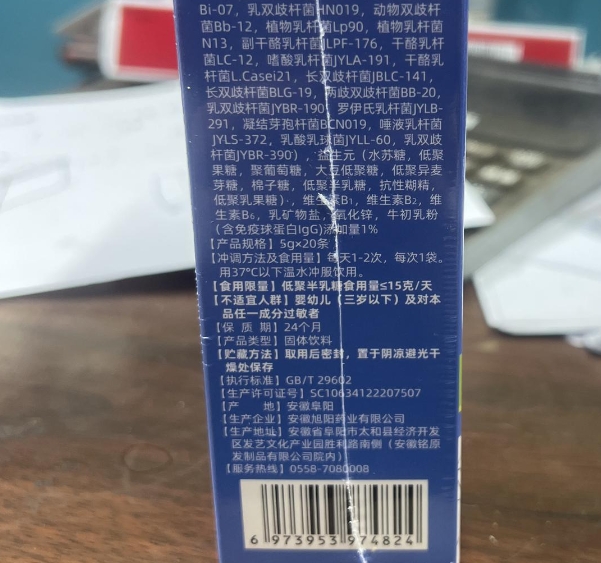 Bi-07，乳双歧杆菌HN019，动物双歧杆
菌Bb-12，植物乳杆菌Lp90，植物乳杆菌
N13，副干酪乳杆菌LPF-176，干酪乳杆
菌LC-12，嗜酸乳杆菌JYLA-191，干酪乳
杆菌L.Casei21，长双歧杆菌JBLC-141，
长双歧杆菌BLG-19，两歧双歧杆菌BB-20，
乳双歧杆菌JYBR-190，罗伊氏乳杆菌JYLB-
291，凝结芽孢杆菌BCN019，唾液乳杆菌
JYLS-372，乳酸乳球菌JYLL-60，乳双歧
杆菌JYBR-390），益生元（水苏糖，低聚
果糖，聚葡萄糖，大豆低聚糖，低聚异麦
芽糖，棉子糖，低聚半乳糖，抗性糊精，
低聚乳果糖），维生素B₁，维生素B₂，维
生素B₆，乳矿物盐，氧化锌，牛初乳粉
（含免疫球蛋白IgG)添加量1%
【产品规格】5g×20条
【冲调方法及食用量】每天1-2次，每次1袋。
用37°C以下温水冲服饮用。
【食用限量】低聚半乳糖食用量≤15克/天
【不适宜人群】婴幼儿（三岁以下）及对本
品任一成分过敏者
【保 质 期】24个月
【产品类型】固体饮料
【贮藏方法】取用后密封，置于阴凉避光干
燥处保存
【执行标准】GB/T 29602
【生产许可证号】SC10634122207507
【产 地】安徽阜阳
【生产企业】安徽旭阳药业有限公司
【生产地址】安徽省阜阳市太和县经济开发
区发艺文化产业园胜利路南侧（安徽铭原
发制品有限公司院内）
【服务热线】0558-7080008
6 973953 974824